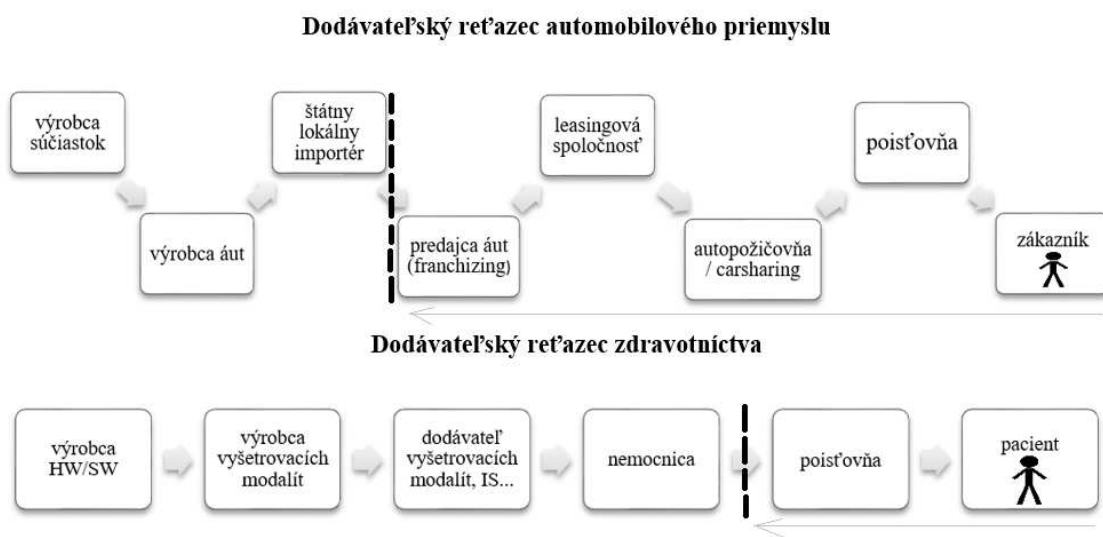 Dodávateľský reťazec automobilového priemyslu
výrobca
súčiastok
výrobca áut
štátny
lokálny
importér
predajca áut
(franchizing)
leasingová
spoločnosť
autopožičovňa
/ carsharing
poisťovňa
zákazník
Dodávateľský reťazec zdravotníctva
výrobca
HW/SW
výrobca
vyšetrovacích
modalít
dodávateľ
vyšetrovacích
modalít, IS...
nemocnica
poisťovňa
pacient